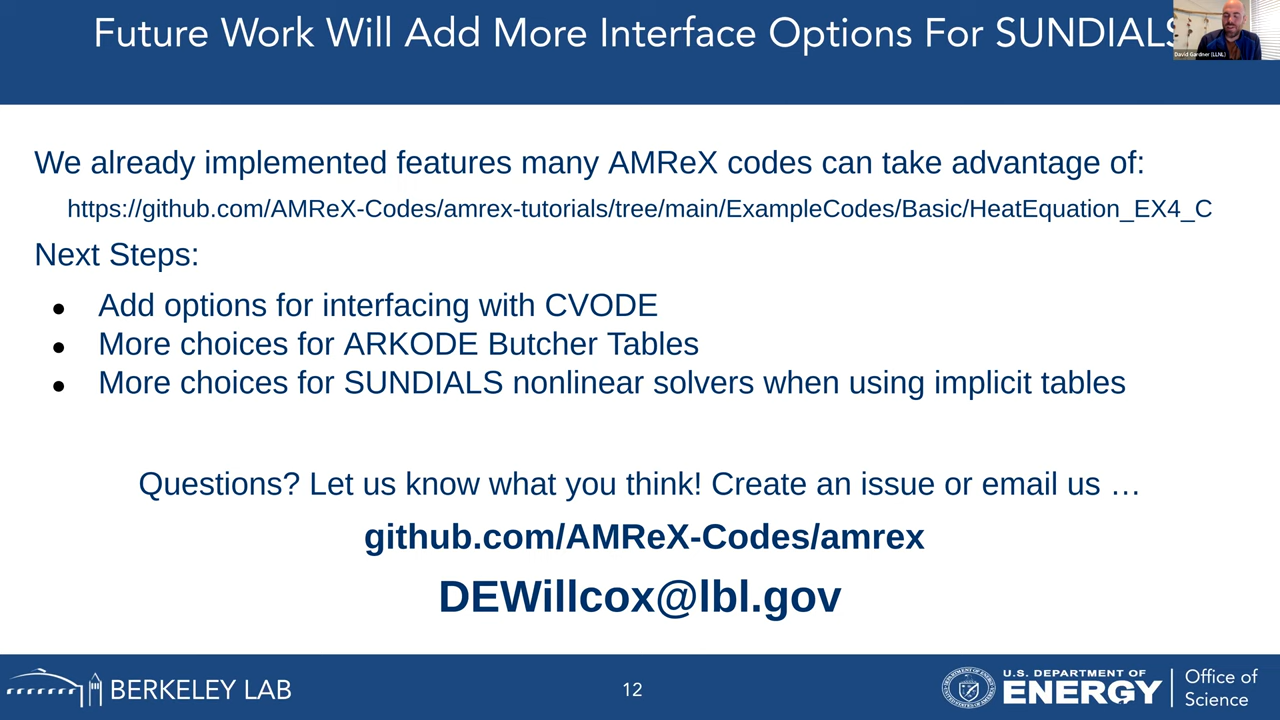 Future Work Will Add More Interface Options For SUNDIALS
David Gardner (LLNL)
We already implemented features many AMReX codes can take advantage of:
https://github.com/AMReX-Codes/amrex-tutorials/tree/main/ExampleCodes/Basic/HeatEquation_EX4_C
Next Steps:
● Add options for interfacing with CVODE
● More choices for ARKODE Butcher Tables
● More choices for SUNDIALS nonlinear solvers when using implicit tables
Questions? Let us know what you think! Create an issue or email us …
github.com/AMReX-Codes/amrex
DEWillcox@lbl.gov
BERKELEY LAB
12
U.S. DEPARTMENT OF
ENERGY
Office of
Science